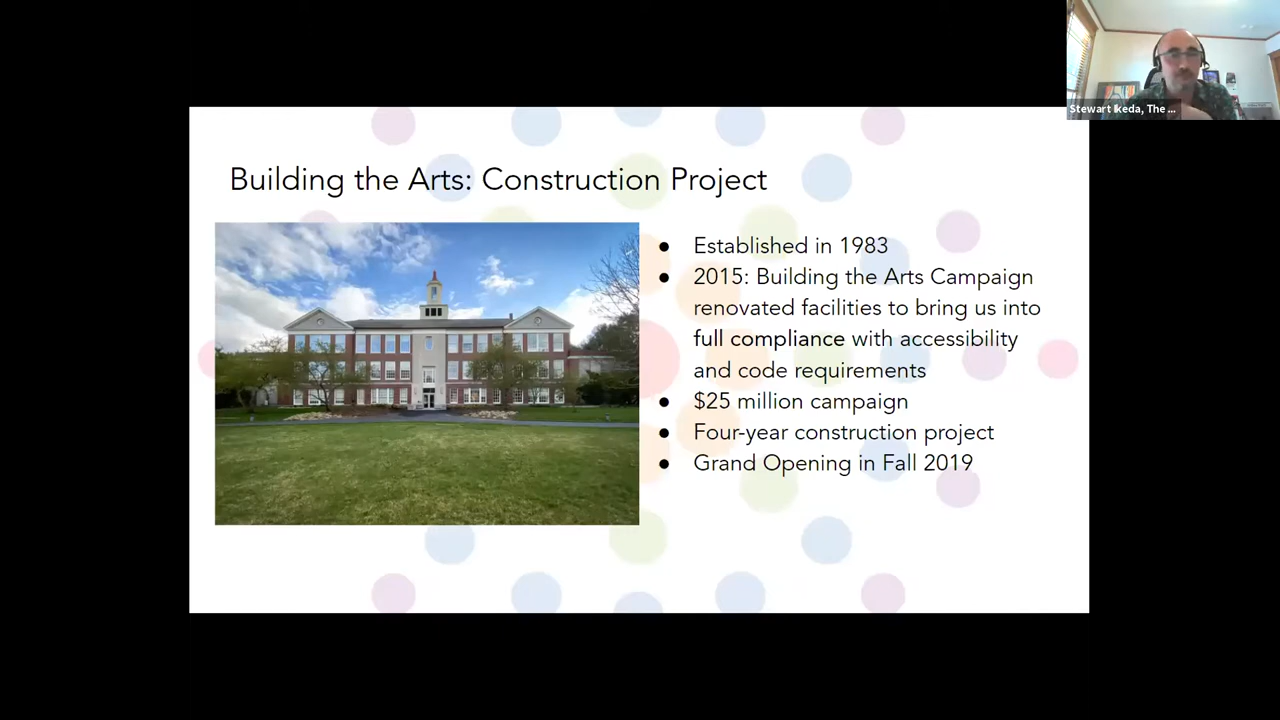 Stewart Ikeda, The ...
Building the Arts: Construction Project
● Established in 1983
● 2015: Building the Arts Campaign
renovated facilities to bring us into
full compliance with accessibility
and code requirements
● $25 million campaign
● Four-year construction project
● Grand Opening in Fall 2019